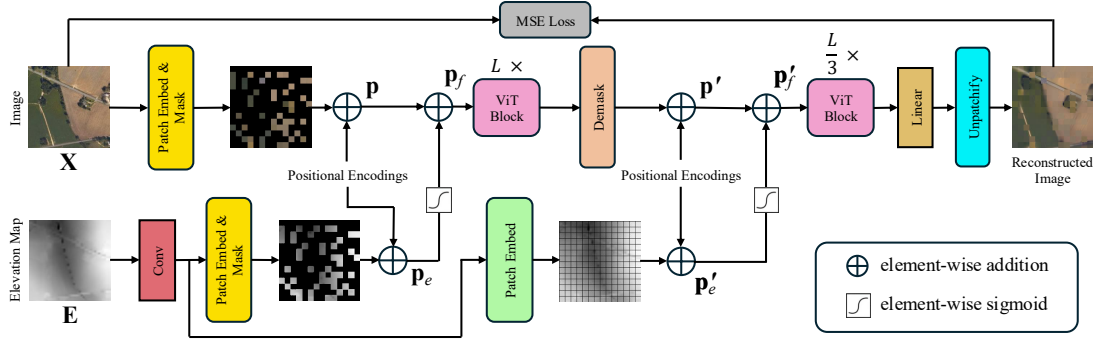 MSE Loss
Image
X
Patch Embed &
Mask
p
p_f
L ×
ViT
Block
Demask
p′
p′_f
L/3 ×
ViT
Block
Linear
Unpatchify
Reconstructed
Image
Positional Encodings
Positional Encodings
Elevation Map
E
Conv
Patch Embed &
Mask
p_e
Patch Embed
p′_e
element-wise addition
element-wise sigmoid